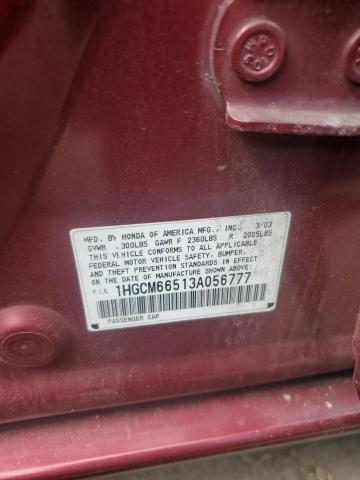 MFD. BY HONDA OF AMERICA MFG., INC. 3/03
GVWR 300LBS GAWR F 2360LBS R 2005LBS
THIS VEHICLE CONFORMS TO ALL APPLICABLE
FEDERAL MOTOR VEHICLE SAFETY, BUMPER,
AND THEFT PREVENTION STANDARDS IN EFFECT
ON THE DATE OF MANUFACTURE SHOWN ABOVE.
V.I.N. 1HGCM66513A056777
PASSENGER CAR